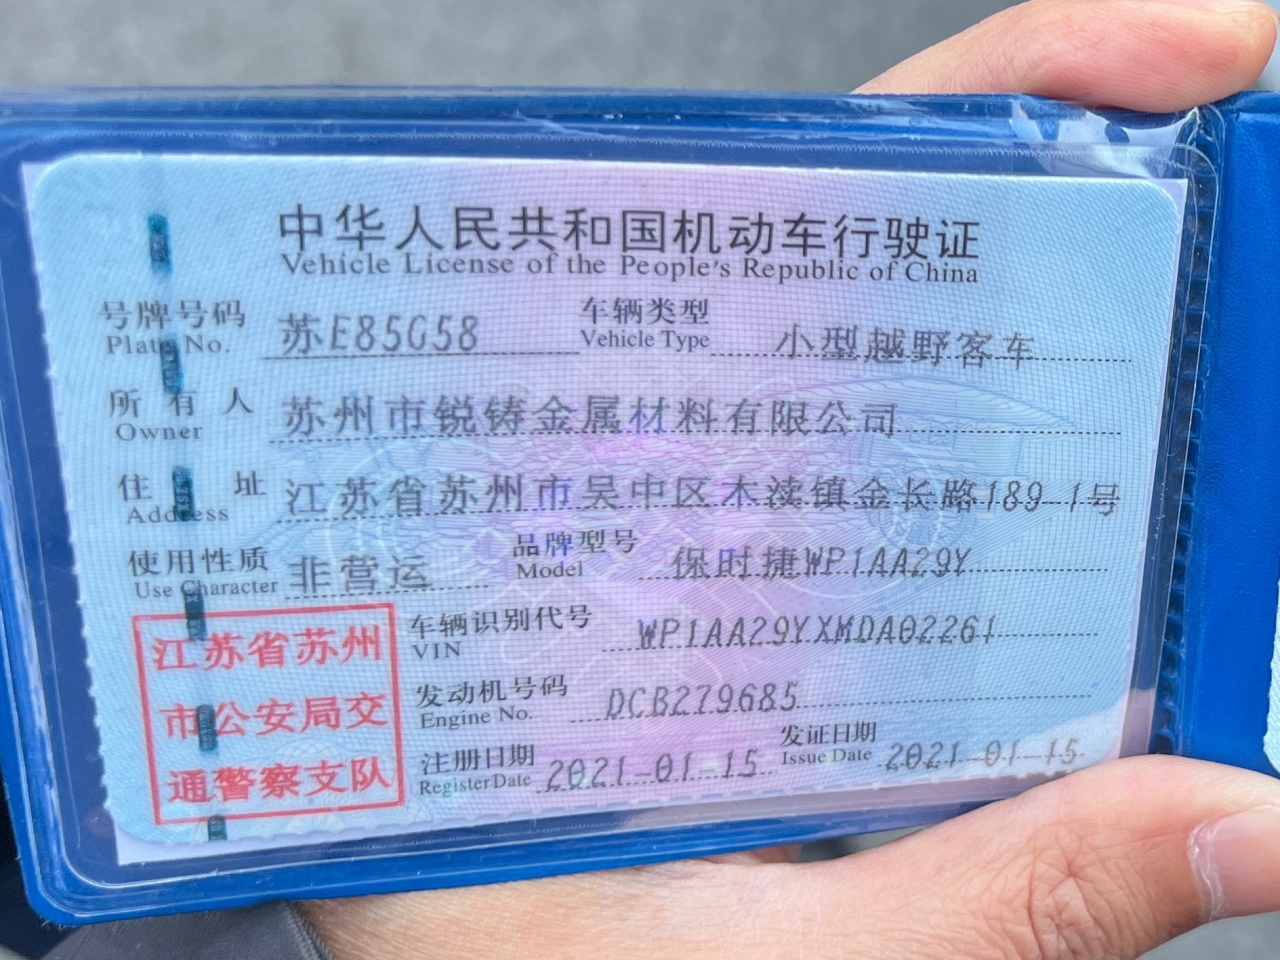 中华人民共和国机动车行驶证
Vehicle License of the People's Republic of China
号牌号码 苏E85G58 车辆类型 小型越野客车
Plate No. Vehicle Type
所有人 苏州市锐铸金属材料有限公司
Owner
住址 江苏省苏州市吴中区木渎镇金长路189-1号
Address
使用性质 非营运 品牌型号 保时捷WP1AA29Y
Use Character Model
车辆识别代号 WP1AA29YXMDA02261
VIN
发动机号码 DCB279685
Engine No.
注册日期 2021-01-15 发证日期 2021-01-15
Register Date Issue Date
江苏省苏州
市公安局交
通警察支队